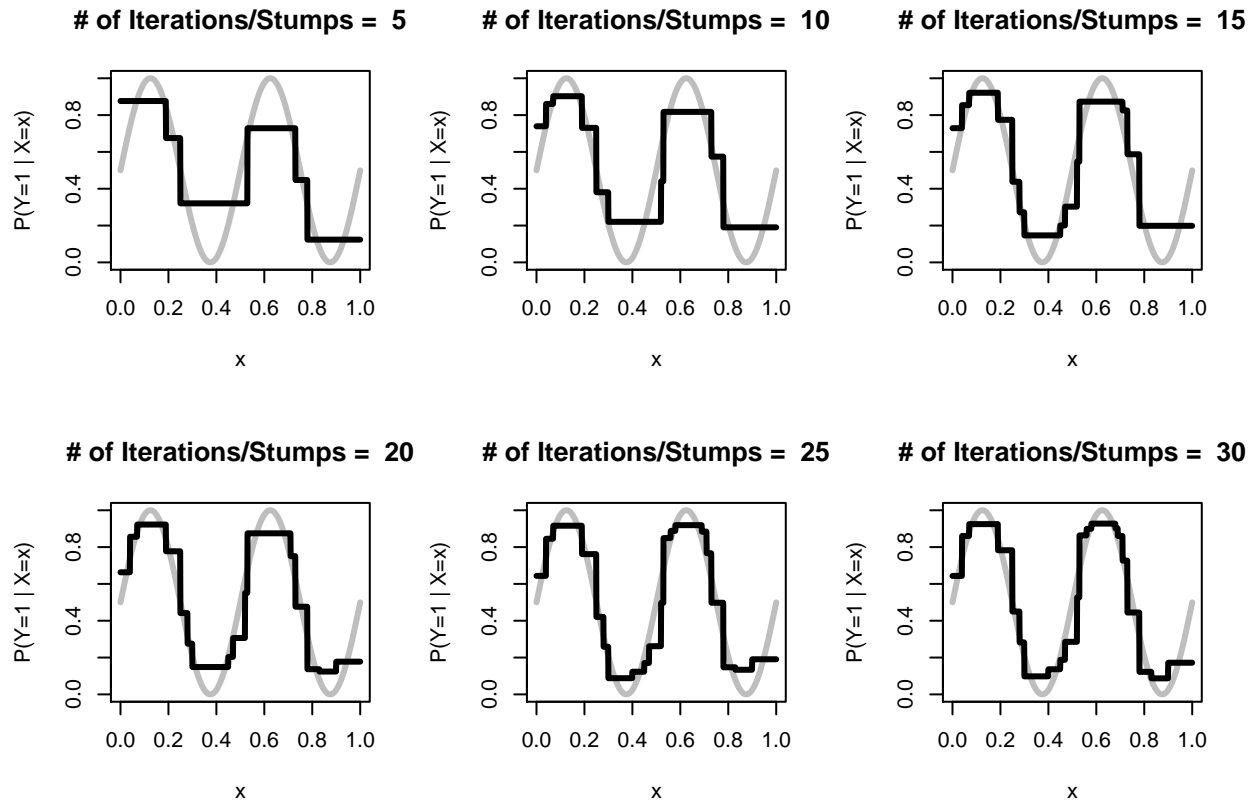 # of Iterations/Stumps = 5
P(Y=1 | X=x)
0.0 0.4 0.8
0.0 0.2 0.4 0.6 0.8 1.0
x
# of Iterations/Stumps = 10
P(Y=1 | X=x)
0.0 0.4 0.8
0.0 0.2 0.4 0.6 0.8 1.0
x
# of Iterations/Stumps = 15
P(Y=1 | X=x)
0.0 0.4 0.8
0.0 0.2 0.4 0.6 0.8 1.0
x
# of Iterations/Stumps = 20
P(Y=1 | X=x)
0.0 0.4 0.8
0.0 0.2 0.4 0.6 0.8 1.0
x
# of Iterations/Stumps = 25
P(Y=1 | X=x)
0.0 0.4 0.8
0.0 0.2 0.4 0.6 0.8 1.0
x
# of Iterations/Stumps = 30
P(Y=1 | X=x)
0.0 0.4 0.8
0.0 0.2 0.4 0.6 0.8 1.0
x